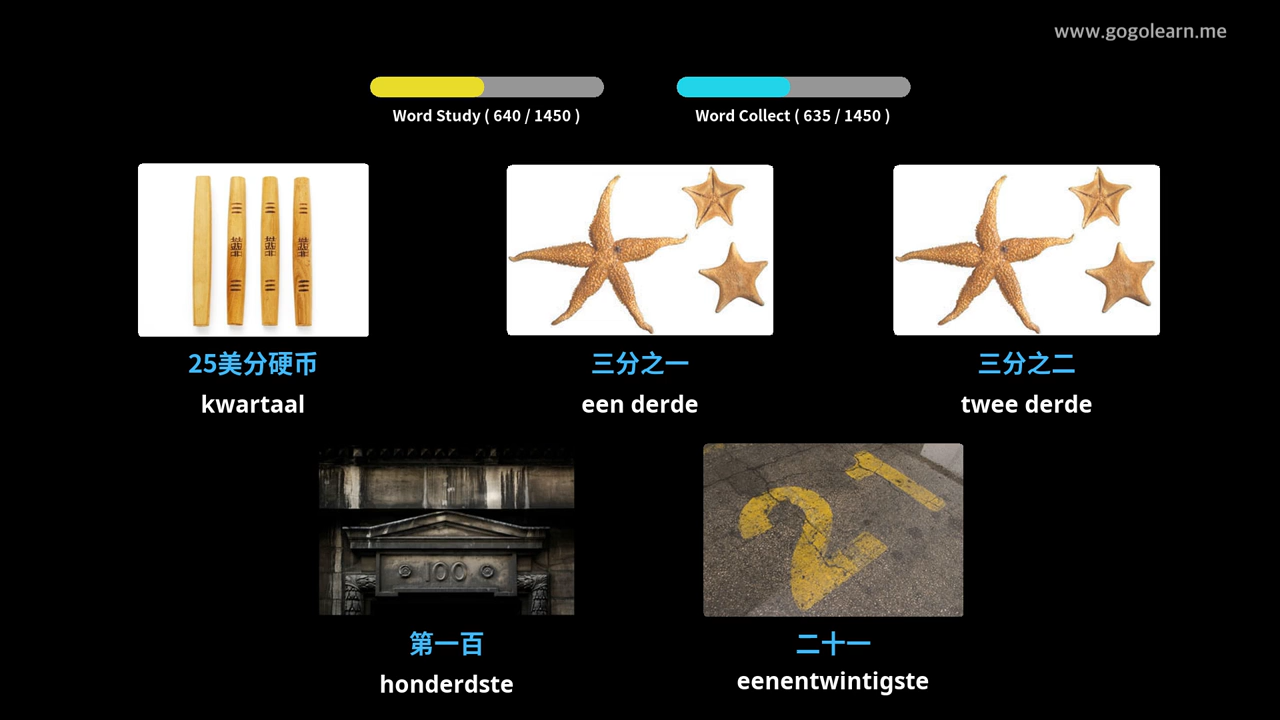 www.gogolearn.me
Word Study ( 640 / 1450 )
Word Collect ( 635 / 1450 )
25美分硬币
三分之一
三分之二
kwartaal
een derde
twee derde
100
21
第一百
二十一
honderdste
eenentwintigste